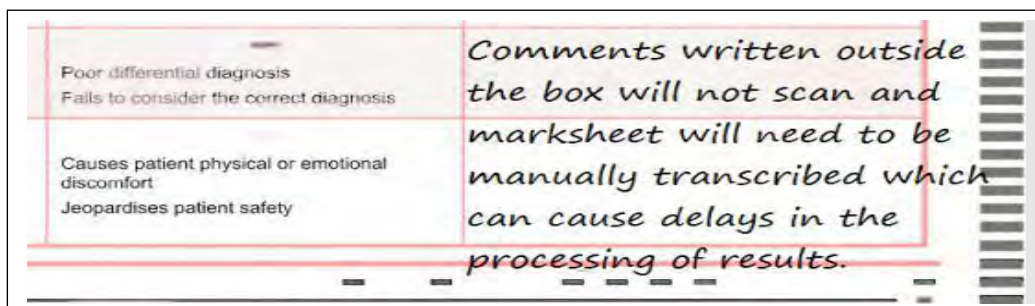 Poor differential diagnosis
Fails to consider the correct diagnosis
Causes patient physical or emotional
discomfort
Jeopardises patient safety
Comments written outside
the box will not scan and
marksheet will need to be
manually transcribed which
can cause delays in the
processing of results.